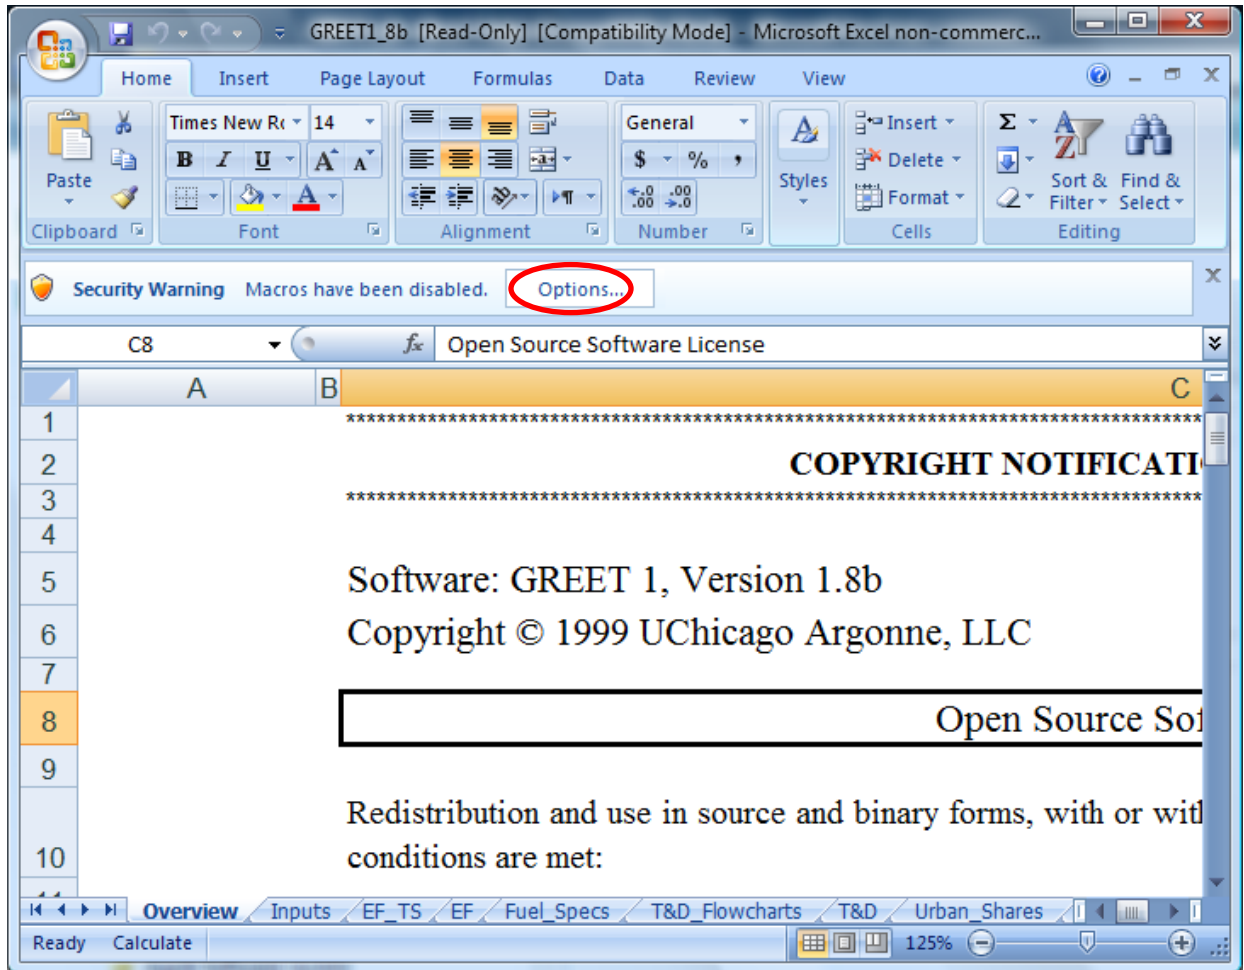 GREET1_8b [Read-Only] [Compatibility Mode] - Microsoft Excel non-commerc...
Home Insert Page Layout Formulas Data Review View
Times New Ro 14 General Insert Σ
B I U A A $ % , Delete
Paste Styles Sort & Filter Find & Select
A Format
Clipboard Font Alignment Number Cells Editing
Security Warning Macros have been disabled. Options...
C8 fx Open Source Software License
A B C
1 ****************************************************************************************
2 COPYRIGHT NOTIFICATI
3 ****************************************************************************************
4
5 Software: GREET 1, Version 1.8b
6 Copyright © 1999 UChicago Argonne, LLC
7
8 Open Source Sof
9
Redistribution and use in source and binary forms, with or with
10 conditions are met:
Overview Inputs EF_TS EF Fuel_Specs T&D_Flowcharts T&D Urban_Shares
Ready Calculate 125%